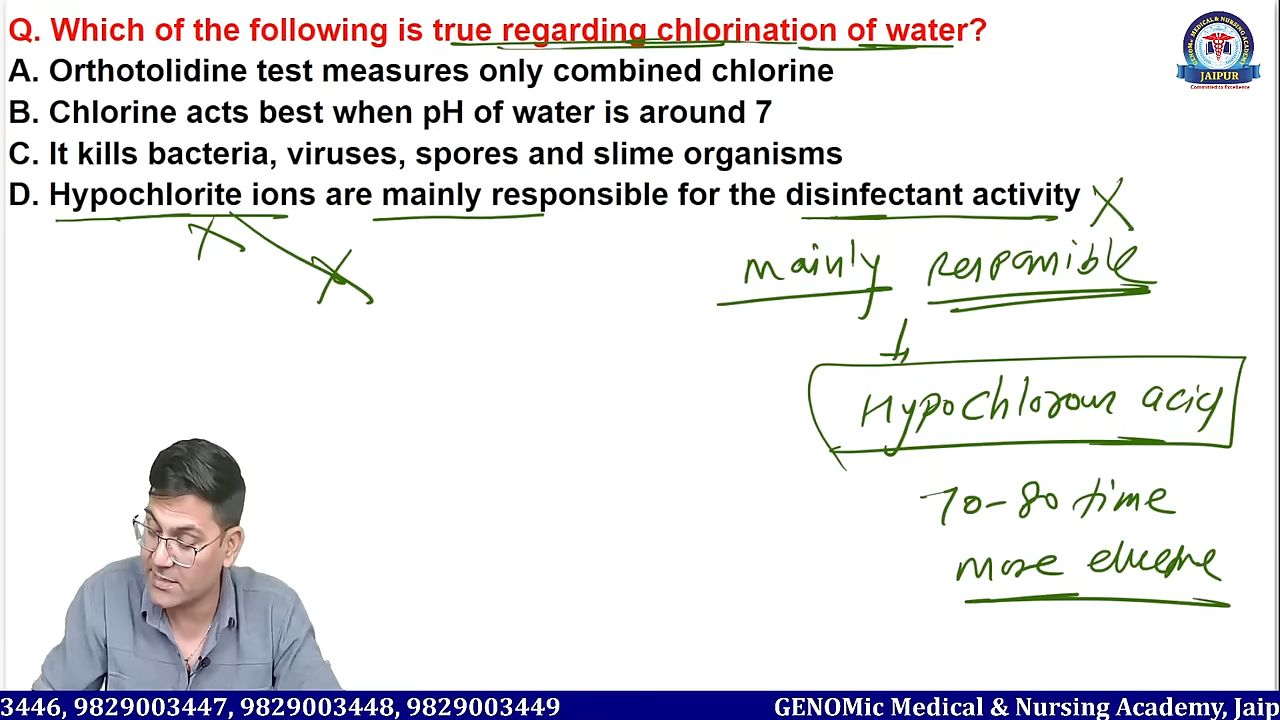 Q. Which of the following is true regarding chlorination of water?
A. Orthotolidine test measures only combined chlorine
B. Chlorine acts best when pH of water is around 7
C. It kills bacteria, viruses, spores and slime organisms
D. Hypochlorite ions are mainly responsible for the disinfectant activity
JAIPUR
Committed to Excellence
mainly responsible
Hypochlorous acid
70-80 time
more
3446, 9829003447, 9829003448, 9829003449
GENOMic Medical & Nursing Academy, Jaip